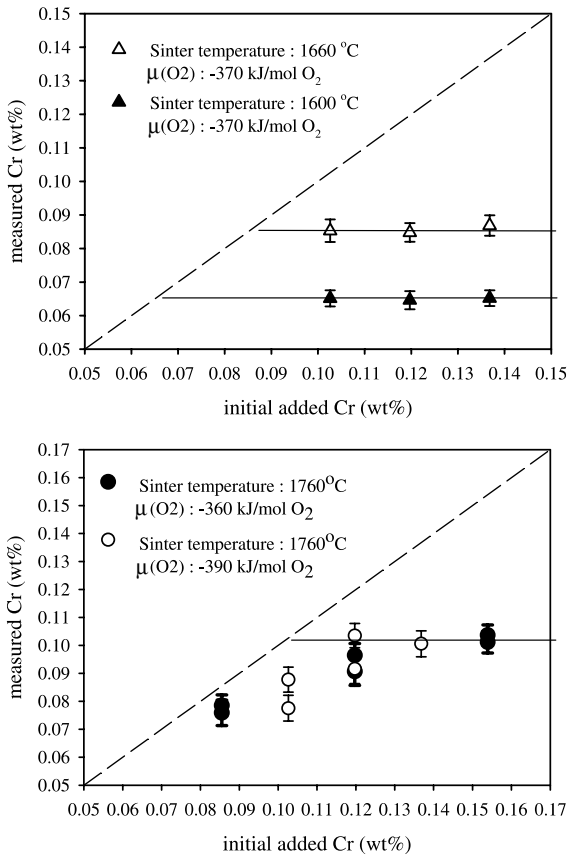 0.15
0.14
0.13
0.12
0.11
0.10
0.09
0.08
0.07
0.06
0.05
measured Cr (wt%)
Sinter temperature : 1660 °C
μ(O2) : -370 kJ/mol O₂
Sinter temperature : 1600 °C
μ(O2) : -370 kJ/mol O₂
0.05 0.06 0.07 0.08 0.09 0.10 0.11 0.12 0.13 0.14 0.15
initial added Cr (wt%)
0.17
0.16
0.15
0.14
0.13
0.12
0.11
0.10
0.09
0.08
0.07
0.06
0.05
measured Cr (wt%)
Sinter temperature : 1760°C
μ(O2) : -360 kJ/mol O₂
Sinter temperature : 1760°C
μ(O2) : -390 kJ/mol O₂
0.05 0.06 0.07 0.08 0.09 0.10 0.11 0.12 0.13 0.14 0.15 0.16 0.17
initial added Cr (wt%)